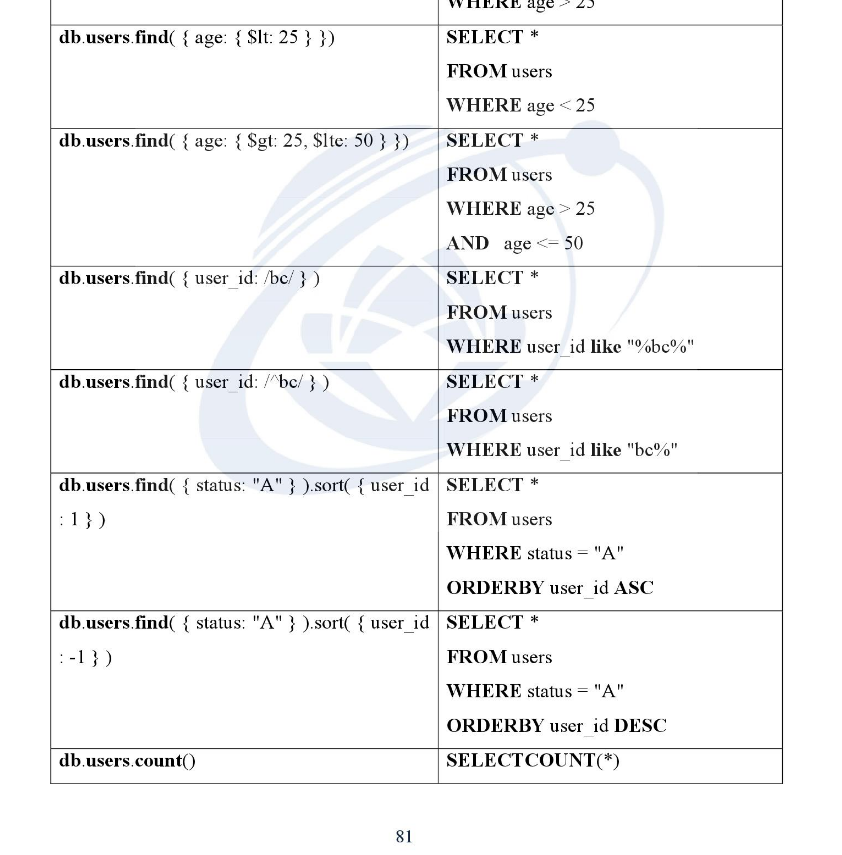 WHERE age > 25
db.users.find( { age: { $lt: 25 } })
SELECT *
FROM users
WHERE age < 25
db.users.find( { age: { $gt: 25, $lte: 50 } })
SELECT *
FROM users
WHERE age > 25
AND age <= 50
db.users.find( { user_id: /bc/ } )
SELECT *
FROM users
WHERE user_id like "%bc%"
db.users.find( { user_id: /^bc/ } )
SELECT *
FROM users
WHERE user_id like "bc%"
db.users.find( { status: "A" } ).sort( { user_id
: 1 } )
SELECT *
FROM users
WHERE status = "A"
ORDERBY user_id ASC
db.users.find( { status: "A" } ).sort( { user_id
: -1 } )
SELECT *
FROM users
WHERE status = "A"
ORDERBY user_id DESC
db.users.count()
SELECTCOUNT(*)
81